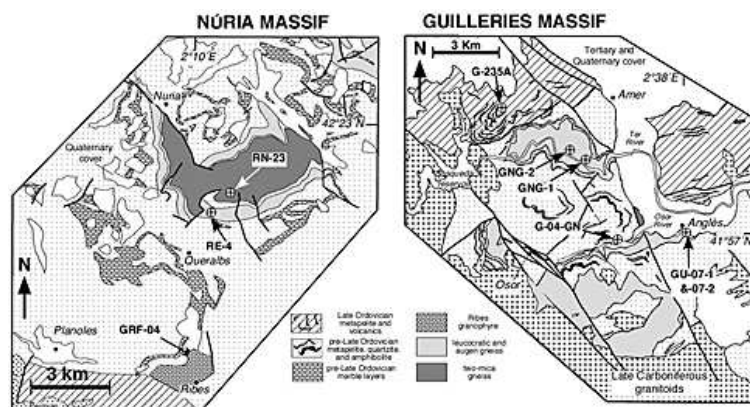 NÚRIA MASSIF
2°10'E
Núria
42°23'N
Quaternary
cover
RN-23
RE-4
Queralbs
N
Planoles
GRF-04
3 km
Ribes
GUILLERIES MASSIF
3 Km
N
Tertiary and
Quaternary cover
G-235A
2°38'E
Amer
Ter
River
GNG-2
GNG-1
G-04-GN
Osor
River
Anglès
41°57'N
GU-07-1
&-07-2
Osor
Late Carboniferous
granitoids
Late Ordovician
metapelite and
volcanics
pre-Late Ordovician
metapelite, quartzite,
and amphibolite
pre-Late Ordovician
marble layers
Ribes
granophyre
leucocratic and
augen gneiss
two-mica
gneiss